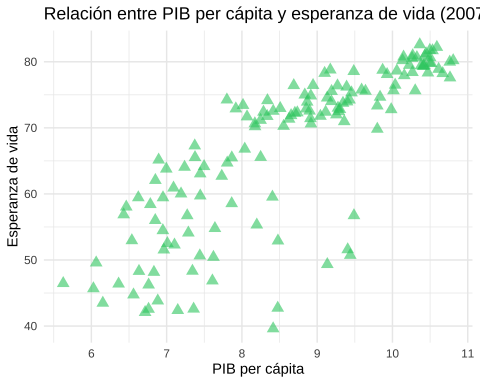 Relación entre PIB per cápita y esperanza de vida (2007
80
70
60
50
40
6 7 8 9 10 11
PIB per cápita
Esperanza de vida